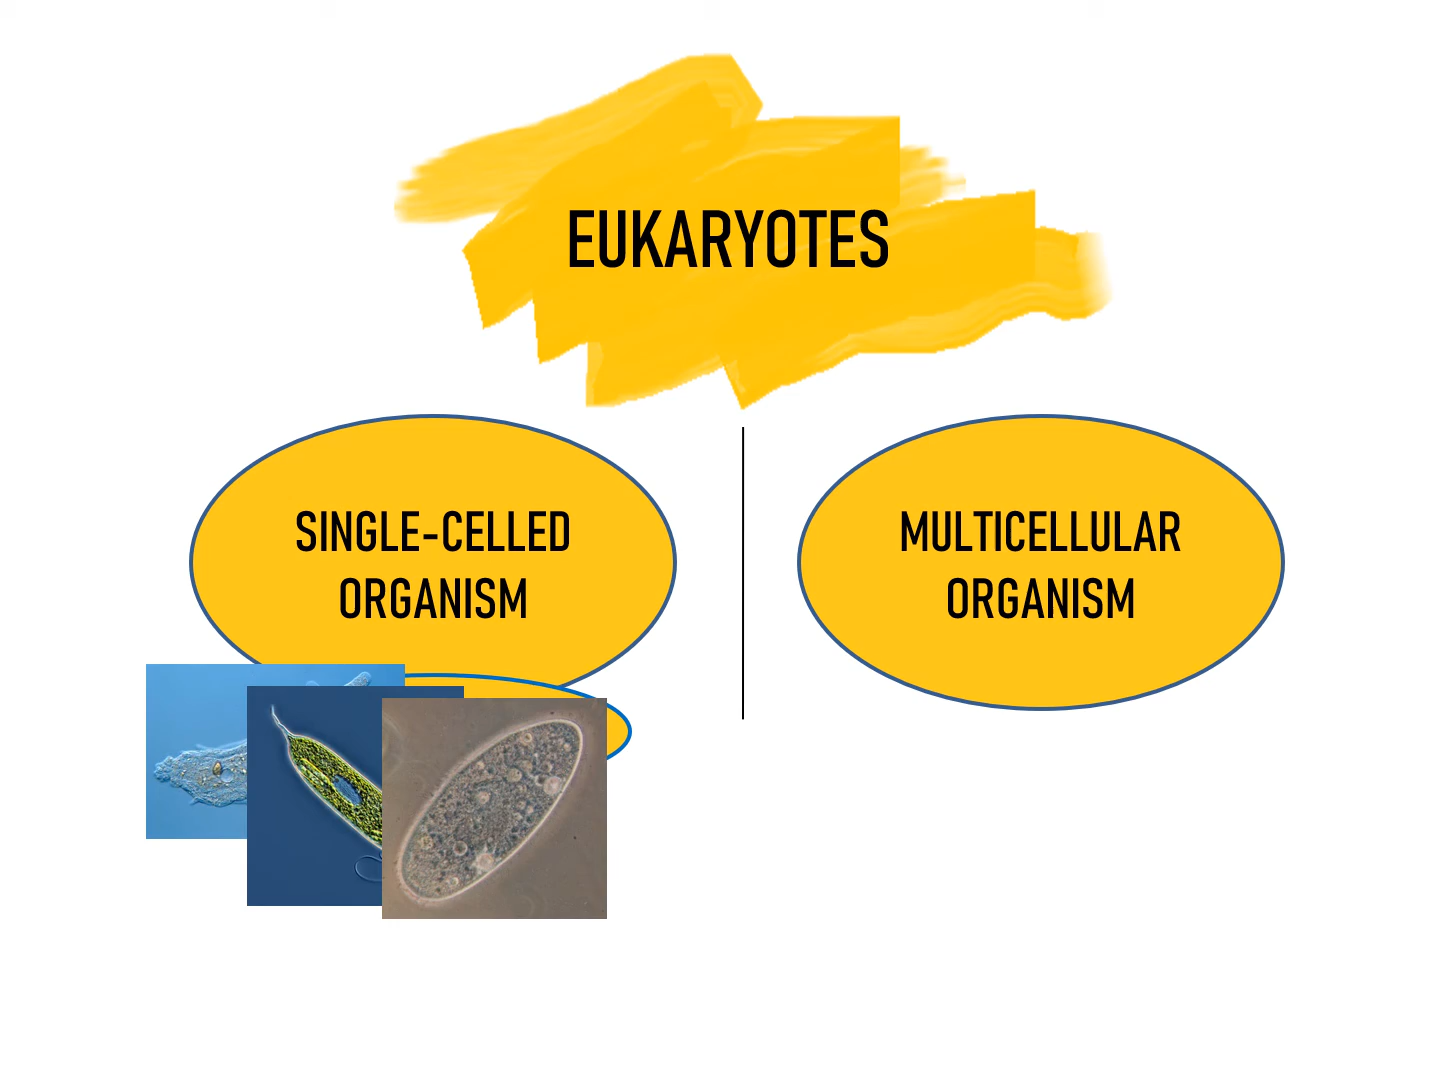 EUKARYOTES
SINGLE-CELLED
ORGANISM
MULTICELLULAR
ORGANISM